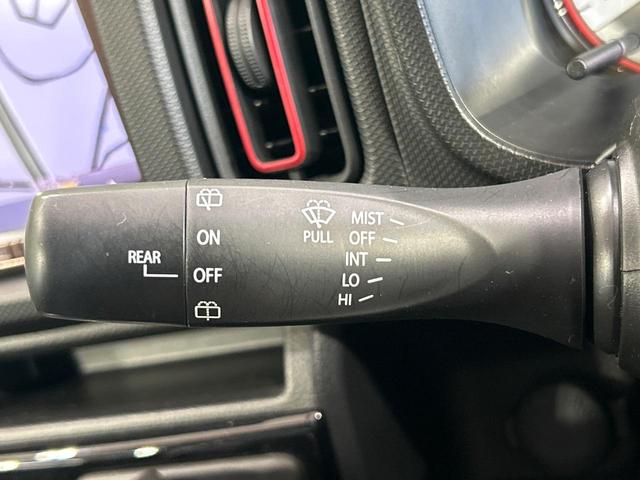 REAR
ON
OFF
PULL
MIST
OFF
INT
LO
HI